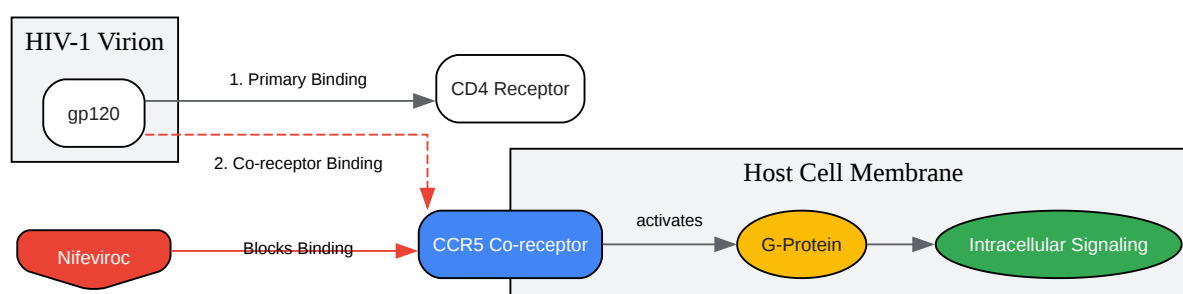 HIV-1 Virion
gp120
1. Primary Binding
CD4 Receptor
2. Co-receptor Binding
Host Cell Membrane
Nifeviroc
Blocks Binding
CCR5 Co-receptor
activates
G-Protein
Intracellular Signaling